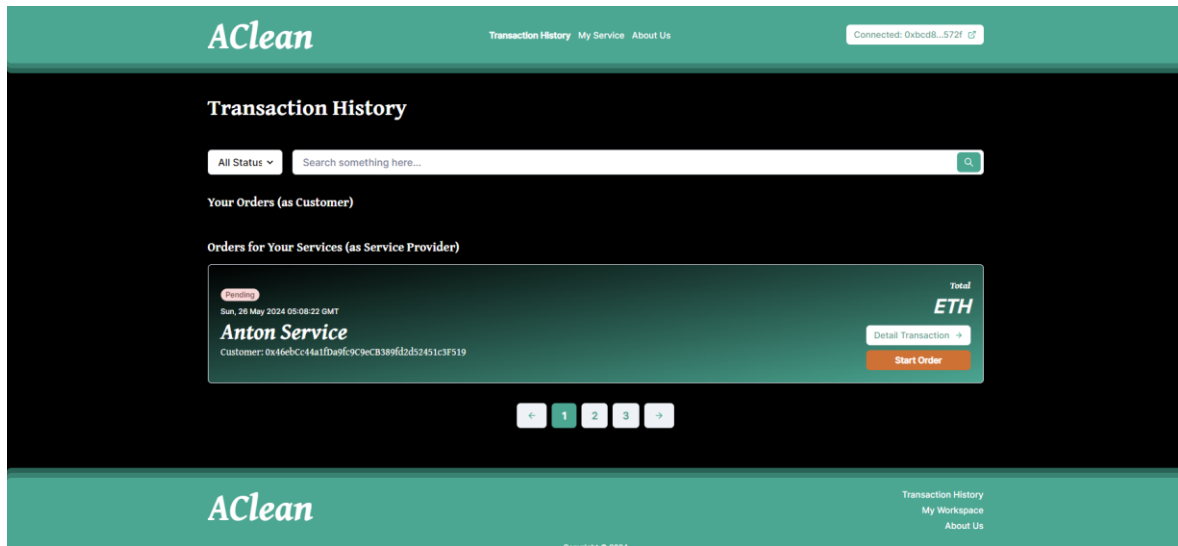 AClean
Transaction History My Service About Us
Connected: 0xbcd8...572f
Transaction History
All Status
Search something here...
Your Orders (as Customer)
Orders for Your Services (as Service Provider)
Pending
Total
Sun, 26 May 2024 05:08:22 GMT
ETH
Anton Service
Customer: 0x46ebCc44a1fDa9fc9C9eCB389fd2d52451c3F519
Detail Transaction →
Start Order
← 1 2 3 →
AClean
Transaction History
My Workspace
About Us